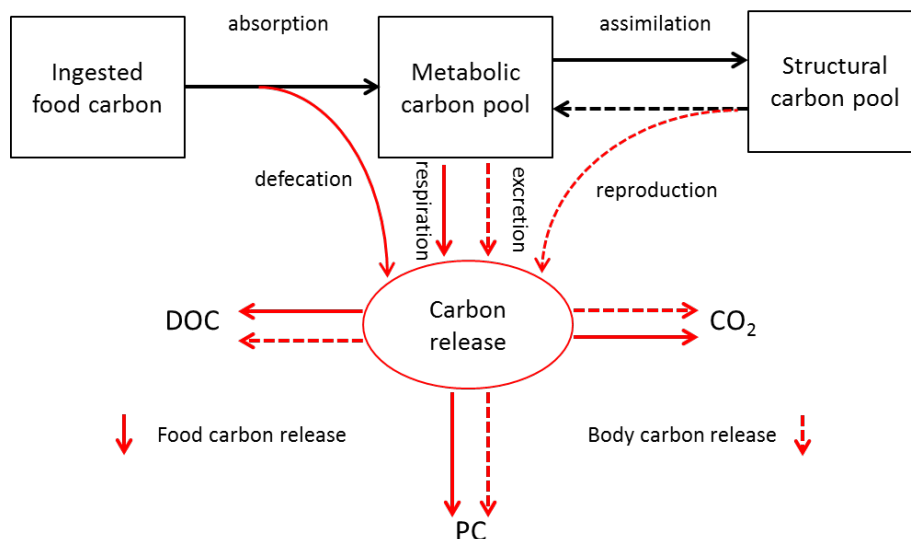 absorption
assimilation
Ingested
food carbon
Metabolic
carbon pool
Structural
carbon pool
defecation
respiration
excretion
reproduction
Carbon
release
DOC
CO₂
Food carbon release
Body carbon release
PC